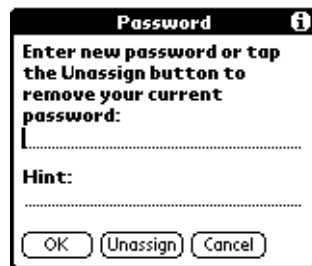 Password
Enter new password or tap
the Unassign button to
remove your current
password:
Hint:
OK Unassign Cancel